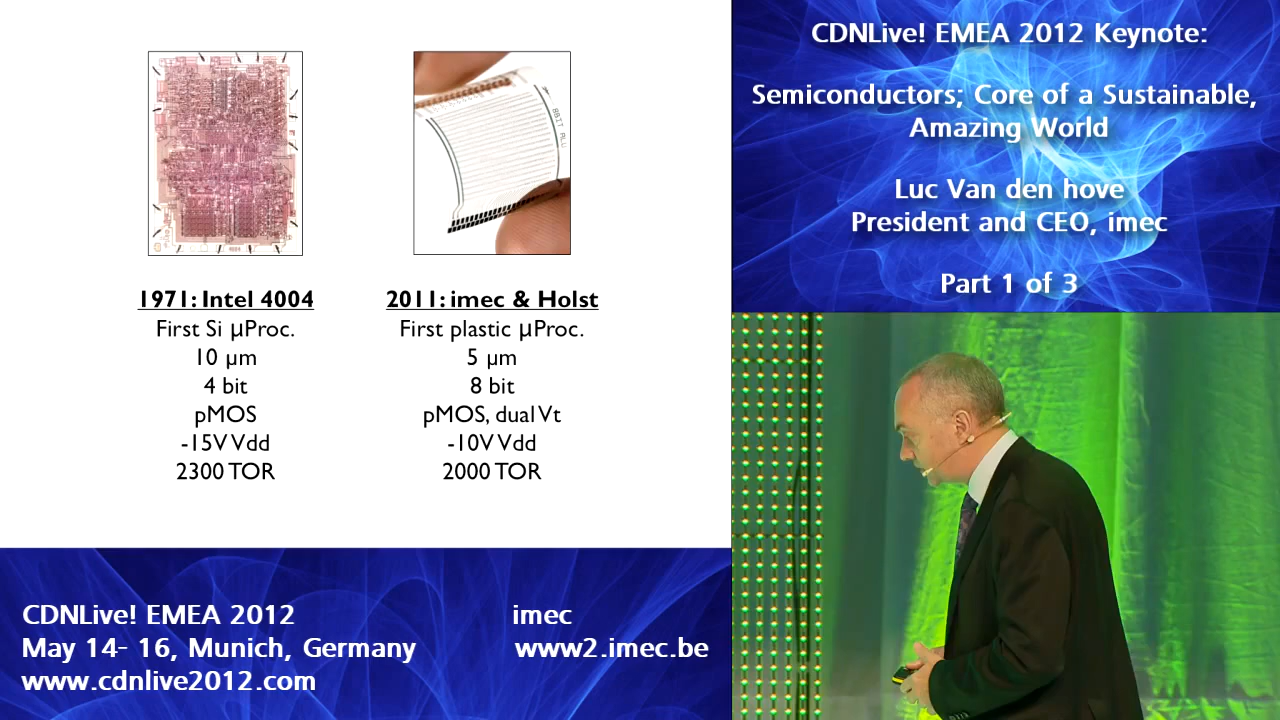 CDNLive! EMEA 2012 Keynote:
Semiconductors; Core of a Sustainable,
Amazing World
Luc Van den hove
President and CEO, imec
Part 1 of 3
8BIT ALU
1971: Intel 4004
First Si µProc.
10 µm
4 bit
pMOS
-15V Vdd
2300 TOR
2011: imec & Holst
First plastic µProc.
5 µm
8 bit
pMOS, dual Vt
-10V Vdd
2000 TOR
CDNLive! EMEA 2012
May 14- 16, Munich, Germany
www.cdnlive2012.com
imec
www2.imec.be